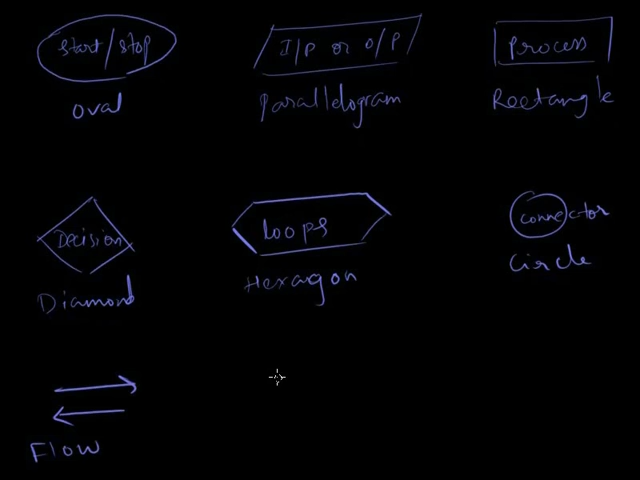 start/stop
I/P or O/P
Process
Oval
Parallelogram
Rectangle
Decision
Loops
connector
Circle
Diamond
Hexagon
Flow